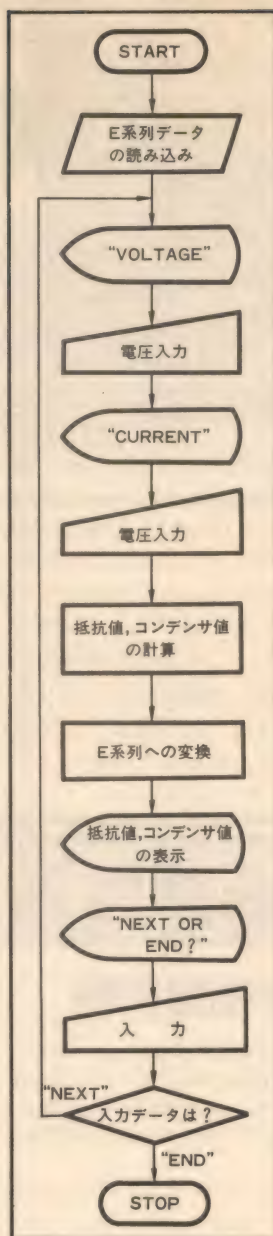 START
E系列データ
の読み込み
"VOLTAGE"
電圧入力
"CURRENT"
電圧入力
抵抗値,コンデンサ値
の計算
E系列への変換
抵抗値,コンデンサ値
の表示
"NEXT OR
END?"
入 力
"NEXT"
入力データは?
"END"
STOP